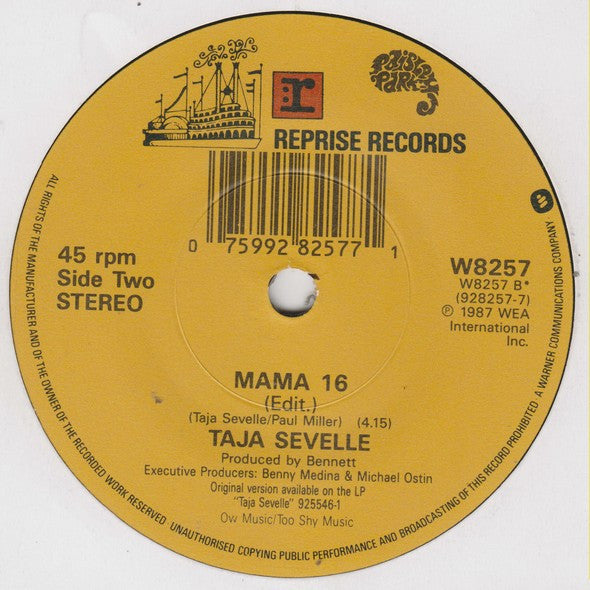 PAISLEY PARK
r
REPRISE RECORDS
0 75992 82577 1
45 rpm
Side Two
STEREO
W8257
W8257 B*
(928257-7)
℗ 1987 WEA
International
Inc.
MAMA 16
(Edit.)
(Taja Sevelle/Paul Miller) (4.15)
TAJA SEVELLE
Produced by Bennett
Executive Producers: Benny Medina & Michael Ostin
Original version available on the LP
"Taja Sevelle" 925546-1
Ow Music/Too Shy Music
ALL RIGHTS OF THE MANUFACTURER AND OF THE OWNER OF THE RECORDED WORK RESERVED UNAUTHORISED COPYING PUBLIC PERFORMANCE AND BROADCASTING OF THIS RECORD PROHIBITED A WARNER COMMUNICATIONS COMPANY